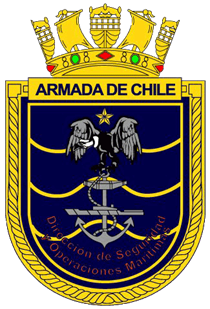 ARMADA DE CHILE
Dirección de Seguridad
y Operaciones Marítimas